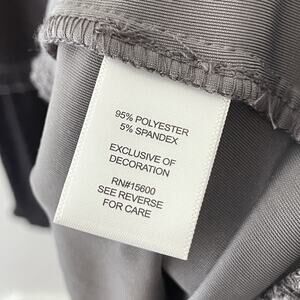 95% POLYESTER
5% SPANDEX
EXCLUSIVE OF
DECORATION
RN#15600
SEE REVERSE
FOR CARE